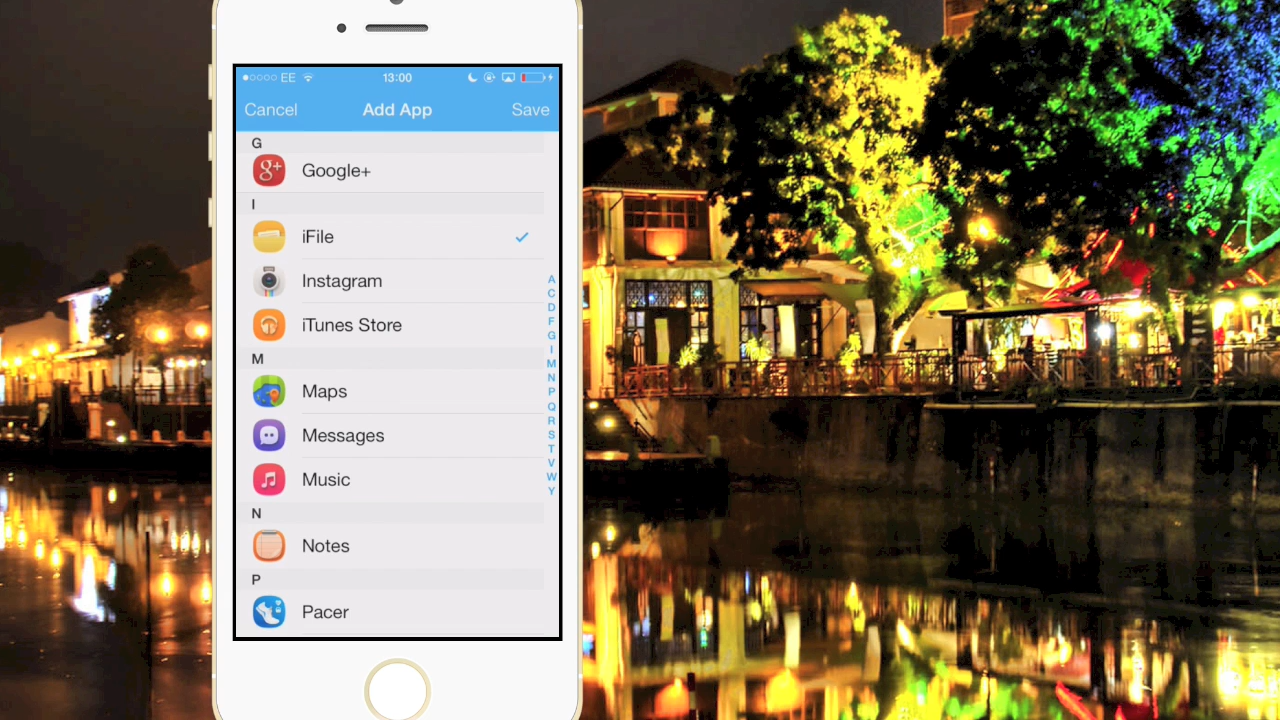 EE 13:00
Cancel Add App Save
G
g+ Google+
I
iFile
Instagram
iTunes Store
M
Maps
Messages
Music
N
Notes
P
Pacer
A
C
D
F
G
I
M
N
P
Q
R
S
T
V
W
Y